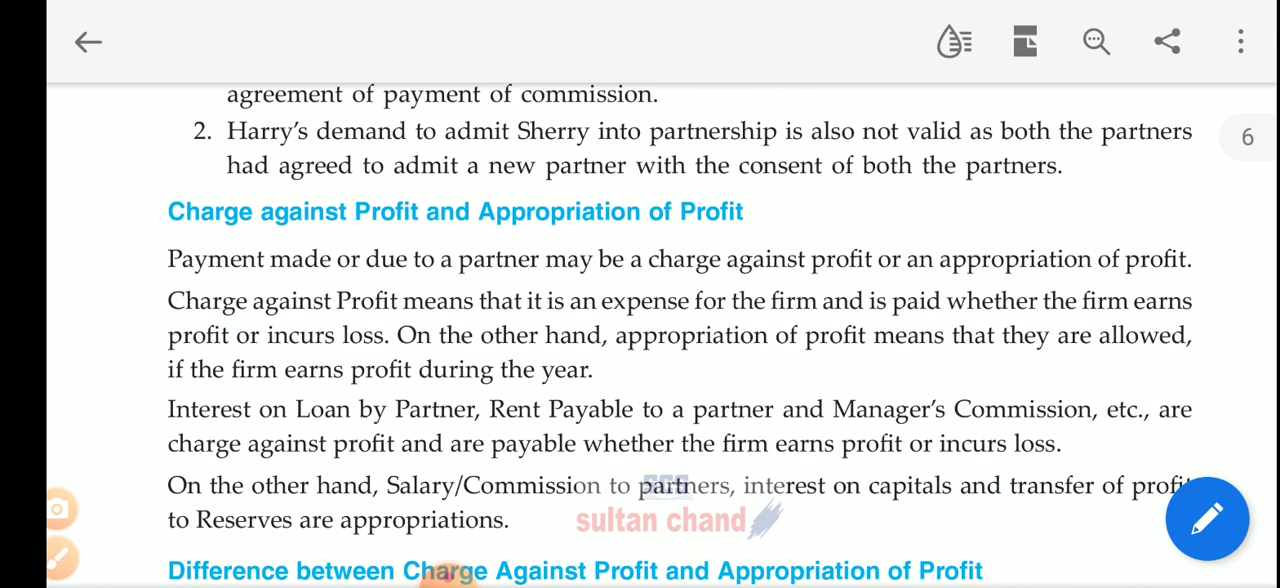 agreement of payment of commission.
2. Harry's demand to admit Sherry into partnership is also not valid as both the partners
had agreed to admit a new partner with the consent of both the partners.
6
Charge against Profit and Appropriation of Profit
Payment made or due to a partner may be a charge against profit or an appropriation of profit.
Charge against Profit means that it is an expense for the firm and is paid whether the firm earns
profit or incurs loss. On the other hand, appropriation of profit means that they are allowed,
if the firm earns profit during the year.
Interest on Loan by Partner, Rent Payable to a partner and Manager's Commission, etc., are
charge against profit and are payable whether the firm earns profit or incurs loss.
On the other hand, Salary/Commission to partners, interest on capitals and transfer of profit
to Reserves are appropriations.
sultan chand
Difference between Charge Against Profit and Appropriation of Profit